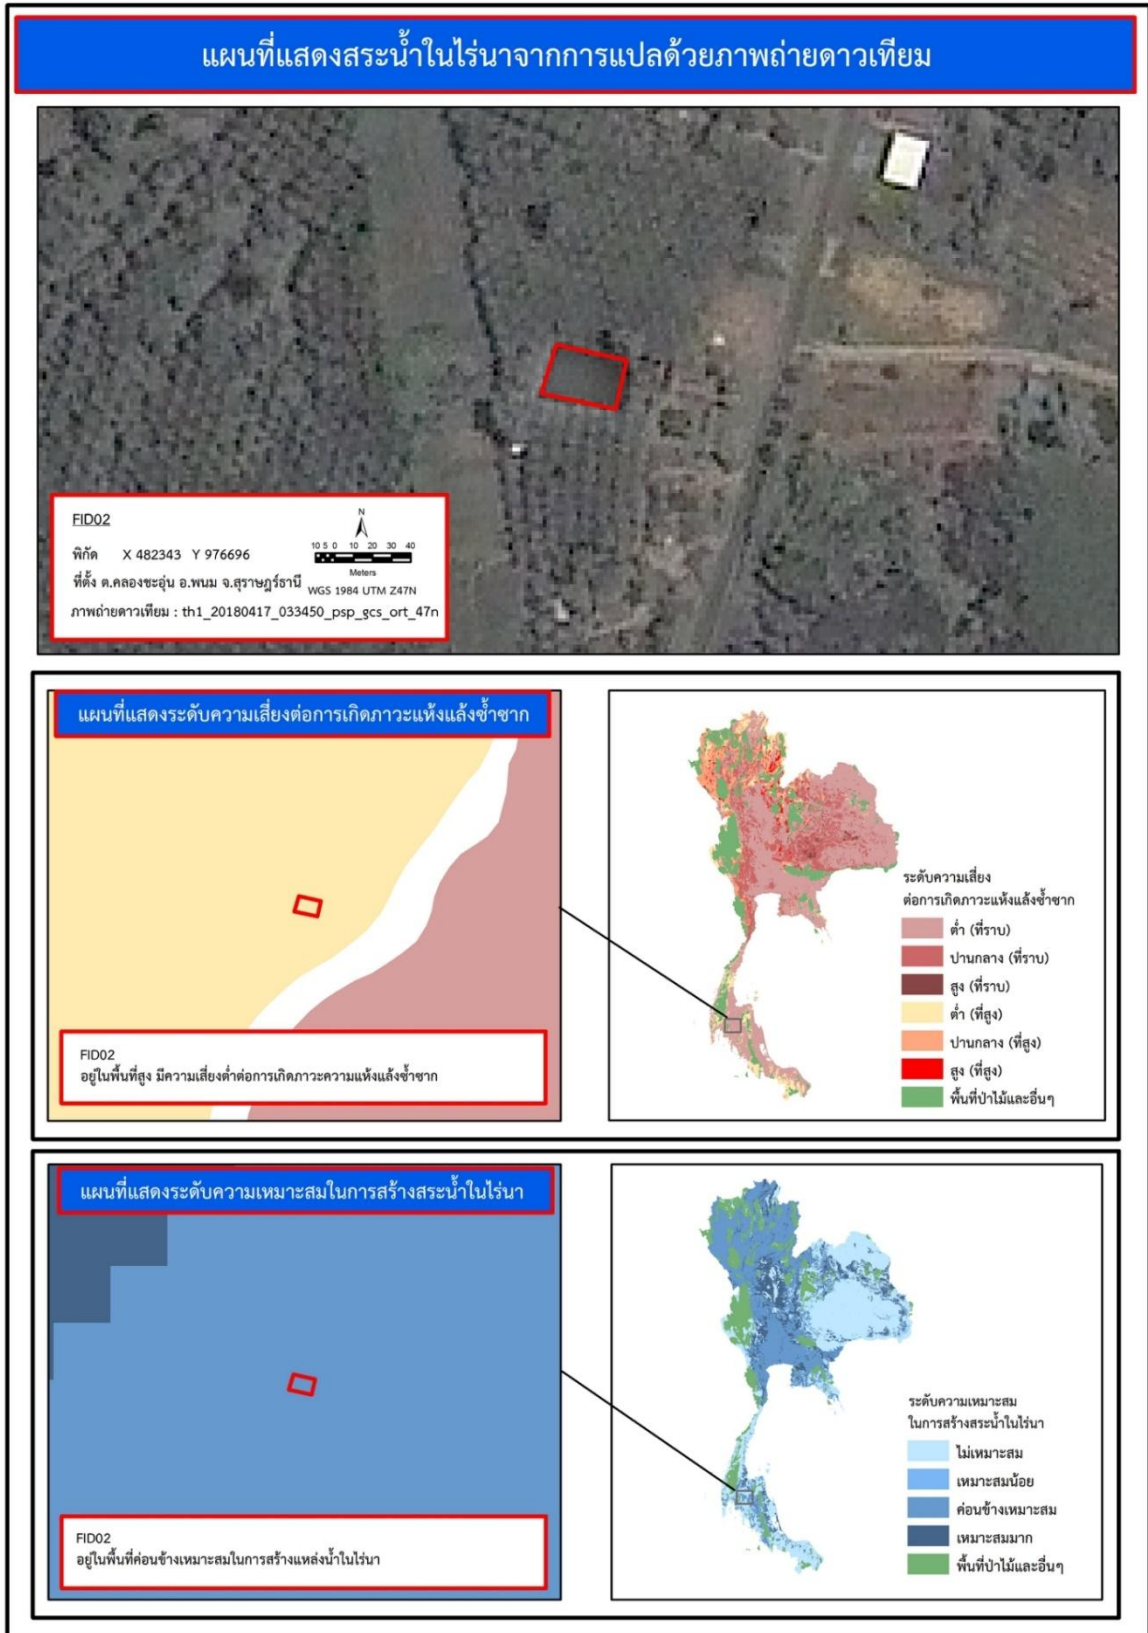 แผนที่แสดงสระน้ำในไร่นาจากการแปลด้วยภาพถ่ายดาวเทียม
FID02
พิกัด X 482343 Y 976696
ที่ตั้ง ต.คลองชะอุ่น อ.พนม จ.สุราษฎร์ธานี
ภาพถ่ายดาวเทียม : th1_20180417_033450_psp_gcs_ort_47n
N
10 5 0 10 20 30 40
Meters
WGS 1984 UTM Z47N
แผนที่แสดงระดับความเสี่ยงต่อการเกิดภาวะแห้งแล้งซ้ำซาก
FID02
อยู่ในพื้นที่สูง มีความเสี่ยงต่ำต่อการเกิดภาวะความแห้งแล้งซ้ำซาก
ระดับความเสี่ยง
ต่อการเกิดภาวะแห้งแล้งซ้ำซาก
ต่ำ (ที่ราบ)
ปานกลาง (ที่ราบ)
สูง (ที่ราบ)
ต่ำ (ที่สูง)
ปานกลาง (ที่สูง)
สูง (ที่สูง)
พื้นที่ป่าไม้และอื่นๆ
แผนที่แสดงระดับความเหมาะสมในการสร้างสระน้ำในไร่นา
FID02
อยู่ในพื้นที่ค่อนข้างเหมาะสมในการสร้างแหล่งน้ำในไร่นา
ระดับความเหมาะสม
ในการสร้างสระน้ำในไร่นา
ไม่เหมาะสม
เหมาะสมน้อย
ค่อนข้างเหมาะสม
เหมาะสมมาก
พื้นที่ป่าไม้และอื่นๆ